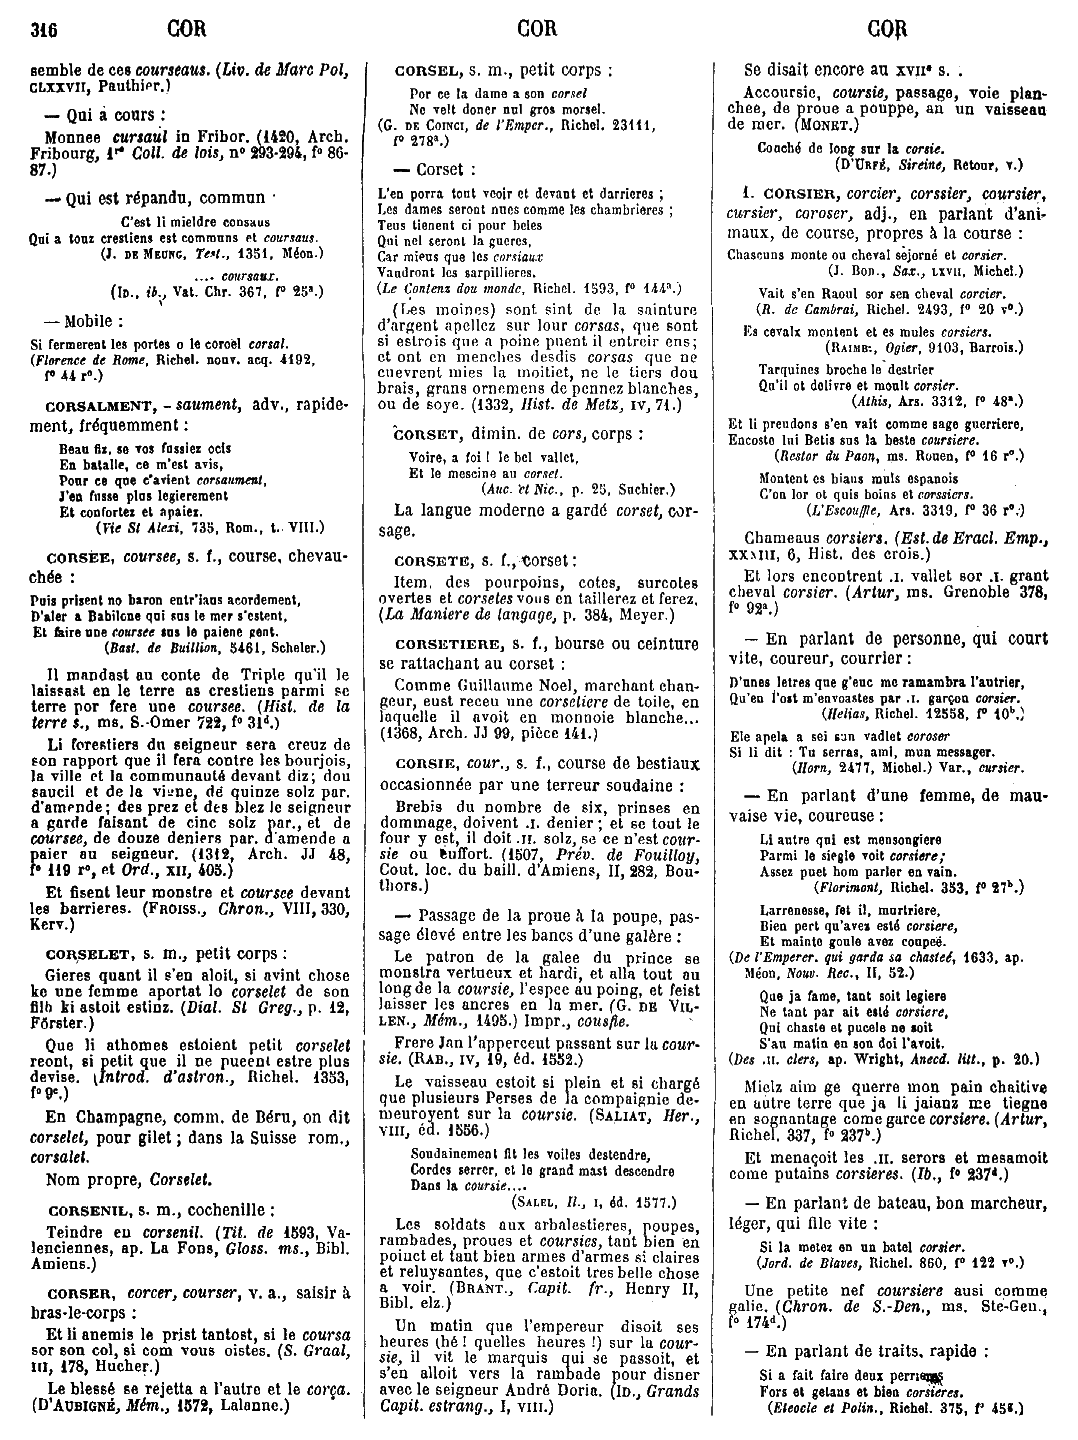 316 COR COR COR
semble de ces courseaus. (Liv. de Marc Pol,
CLXXVII, Pauthier.)
— Qui a cours :
Monnee cursaul in Fribor. (1420, Arch.
Fribourg, 1re Coll. de lois, n° 293-294, f° 86-
87.)
— Qui est répandu, commun ·
C'est li mieldre consaus
Qui a touz crestiens est communs et coursaus.
(J. DE MEUNG, Test., 1351, Méon.)
.... coursaux.
(ID., ib., Vat. Chr. 367, f° 25a.)
— Mobile :
Si fermerent les portes o le coroel corsal.
(Florence de Rome, Richel. nouv. acq. 4192,
f° 44 r°.)
CORSALMENT, - saument, adv., rapide-
ment, fréquemment :
Beau fiz, se vos fussiez ocis
En batalle, ce m'est avis,
Pour ce que c'avient corsaument,
J'en fusse plus legierement
Et confortez et apaiez.
(Vie St Alexi, 735, Rom., t. VIII.)
CORSEE, coursee, s. f., course, chevau-
chée :
Puis prisent no baron entr'iaus acordement,
D'aler a Babilone qui sus le mer s'estent,
Et faire une coursee sus le paiene gent.
(Bast. de Buillion, 5461, Scheler.)
Il mandast au conte de Triple qu'il le
laissast en le terre as crestiens parmi se
terre por fere une coursee. (Hist. de la
terre s., ms. S.-Omer 722, f° 31d.)
Li forestiers du seigneur sera creuz de
son rapport que il fera contre les bourjois,
la ville et la communauté devant diz; dou
saucil et de la viene, de quinze solz par.
d'amende; des prez et des blez le seigneur
a garde faisant de cinc solz par., et de
coursee, de douze deniers par. d'amende a
paier au seigneur. (1312, Arch. JJ 48,
f° 119 r°, et Ord., XII, 405.)
Et fisent leur monstre et coursee devant
les barrieres. (FROISS., Chron., VIII, 330,
Kerv.)
CORSELET, s. m., petit corps :
Gieres quant il s'en aloit, si avint chose
ke une femme aportat lo corselet de son
filh ki astoit estinz. (Dial. St Greg., p. 12,
Förster.)
Que li athomes estoient petit corselet
reont, si petit que il ne pueent estre plus
devise. (Introd. d'astron., Richel. 1353,
f° 9c.)
En Champagne, comm. de Béru, on dit
corselet, pour gilet ; dans la Suisse rom.,
corsalet.
Nom propre, Corselet.
CORSENIL, s. m., cochenille :
Teindre en corsenil. (Tit. de 1593, Va-
lenciennes, ap. La Fons, Gloss. ms., Bibl.
Amiens.)
CORSER, corcer, courser, v. a., saisir à
bras-le-corps :
Et li anemis le prist tantost, si le coursa
sor son col, si com vous oistes. (S. Graal,
III, 178, Hucher.)
Le blessé se rejetta a l'autre et le corça.
(D'AUBIGNÉ, Mém., 1572, Lalanne.)
CORSEL, s. m., petit corps :
Por ce la dame a son corsel
Ne velt doner nul gros morsel.
(G. DE COINCI, de l'Emper., Richel. 23111,
f° 278a.)
— Corset :
L'en porra tout veoir et devant et darrieres ;
Les dames seront nues comme les chambrieres ;
Teus tienent ci pour beles
Qui nel seront la gueres,
Car mieus que les corsiaux
Vaudront les sarpillieres.
(Le Contenz dou monde, Richel. 1593, f° 144a.)
(Les moines) sont sint de la sainture
d'argent apellez sur lour corsas, que sont
si estrois que a poine puent il entreir ens;
et ont en menches desdis corsas que ne
cuevrent mies la moitiet, ne le tiers dou
brais, grans ornemens de pennez blanches,
ou de soye. (1332, Hist. de Metz, IV, 71.)
CORSET, dimin. de cors, corps :
Voire, a foi ! le bel vallet,
Et le mescine au corset.
(Auc. et Nic., p. 25, Suchier.)
La langue moderne a gardé corset, cor-
sage.
CORSETE, s. f., corset :
Item, des pourpoins, cotes, surcotes
overtes et corsetes vous en taillerez et ferez.
(La Maniere de langage, p. 384, Meyer.)
CORSETIERE, s. f., bourse ou ceinture
se rattachant au corset :
Comme Guillaume Noel, marchant chan-
geur, eust receu une corsetiere de toile, en
laquelle il avoit en monnoie blanche...
(1368, Arch. JJ 99, pièce 141.)
CORSIE, cour., s. f., course de bestiaux
occasionnée par une terreur soudaine :
Brebis du nombre de six, prinses en
dommage, doivent .I. denier ; et se tout le
four y est, il doit .II. solz, se ce n'est cour-
sie ou tuffort. (1507, Prév. de Fouilloy,
Cout. loc. du baill. d'Amiens, II, 282, Bou-
thors.)
— Passage de la proue à la poupe, pas-
sage élevé entre les bancs d'une galère :
Le patron de la galee du prince se
monstra vertueux et hardi, et alla tout au
long de la coursie, l'espee au poing, et feist
laisser les ancres en la mer. (G. DE VIL-
LEN., Mém., 1495.) Impr., cousfie.
Frere Jan l'apperceut passant sur la cour-
sie. (RAB., IV, 19, éd. 1552.)
Le vaisseau estoit si plein et si chargé
que plusieurs Perses de la compaignie de-
meuroyent sur la coursie. (SALIAT, Her.,
VIII, éd. 1556.)
Soudainement fit les voiles destendre,
Cordes serrer, et le grand mast descendre
Dans la coursie....
(SALEL, Il., I, éd. 1577.)
Les soldats aux arbalestieres, poupes,
rambades, proues et coursies, tant bien en
poinct et tant bien armes d'armes si claires
et reluysantes, que c'estoit tres belle chose
a voir. (BRANT., Capit. fr., Henry II,
Bibl. elz.)
Un matin que l'empereur disoit ses
heures (hé ! quelles heures !) sur la cour-
sie, il vit le marquis qui se passoit, et
s'en alloit vers la rambade pour disner
avec le seigneur André Doria. (ID., Grands
Capit. estrang., I, VIII.)
Se disait encore au XVIIe s. .
Accoursie, coursie, passage, voie plan-
chee, de proue a pouppe, an un vaisseau
de mer. (MONET.)
Couché de long sur la corsie.
(D'URFÉ, Sireine, Retour, V.)
1. CORSIER, corcier, corssier, coursier,
cursier, coroser, adj., en parlant d'ani-
maux, de course, propres à la course :
Chascuns monte ou cheval sejorné et corsier.
(J. BOD., Sax., LXVII, Michel.)
Vait s'en Raoul sor sen cheval corcier.
(R. de Cambrai, Richel. 2493, f° 20 v°.)
Es cevalx montent et es mules corsiers.
(RAIMB., Ogier, 9103, Barrois.)
Tarquines broche le destrier
Qu'il ot delivre et moult corsier.
(Athis, Ars. 3312, f° 48a.)
Et li prendons s'en vait comme sage guerriere,
Encoste lui Betis sus la beste coursiere.
(Restor du Paon, ms. Rouen, f° 16 r°.)
Montent es biaus muls espanois
C'on lor ot quis boins et corssiers.
(L'Escouffle, Ars. 3319, f° 36 r°.)
Chameaus corsiers. (Est. de Eracl. Emp.,
XXXIII, 6, Hist. des crois.)
Et lors encontrent .I. vallet sor .I. grant
cheval corsier. (Artur, ms. Grenoble 378,
f° 92a.)
— En parlant de personne, qui court
vite, coureur, courrier :
D'unes letres que g'euc me ramambra l'autrier,
Qu'en l'ost m'envoastes par .I. garçon corsier.
(Helias, Richel. 12558, f° 10b.)
Ele apela a sei sun vadlet coroser
Si li dit : Tu serras, ami, mun messager.
(Horn, 2477, Michel.) Var., cursier.
— En parlant d'une femme, de mau-
vaise vie, coureuse :
Li autre qui est mensongiere
Parmi le siegle voit corsiere;
Assez puet hom parler en vain.
(Florimont, Richel. 353, f° 27b.)
Larrenesse, fet il, murtriere,
Bien pert qu'avez esté corsiere,
Et mainte goule avez coupeë.
(De l'Emperer. qui garda sa chasteé, 1633, ap.
Méon, Nouv. Rec., II, 52.)
Que ja fame, tant soit legiere
Ne tant par ait esté corsiere,
Qui chaste et pucele ne soit
S'au matin en son doi l'avoit.
(Des .II. clers, ap. Wright, Anecd. litt., p. 20.)
Mielz aim ge querre mon pain chaitive
en autre terre que ja li jaianz me tiegne
en sognantage come garce corsiere. (Artur,
Richel. 337, f° 237b.)
Et menaçoit les .II. serors et mesamoit
come putains corsieres. (Ib., f° 237d.)
— En parlant de bateau, bon marcheur,
léger, qui file vite :
Si la metez en un batel corsier.
(Jord. de Blaves, Richel. 860, f° 122 v°.)
Une petite nef coursiere ausi comme
galie. (Chron. de S.-Den., ms. Ste-Gen.,
f° 174d.)
— En parlant de traits, rapide :
Si a fait faire deux perrieres
Fors et getans et bien corsieres.
(Eteocle et Polin., Richel. 375, f° 45e.)